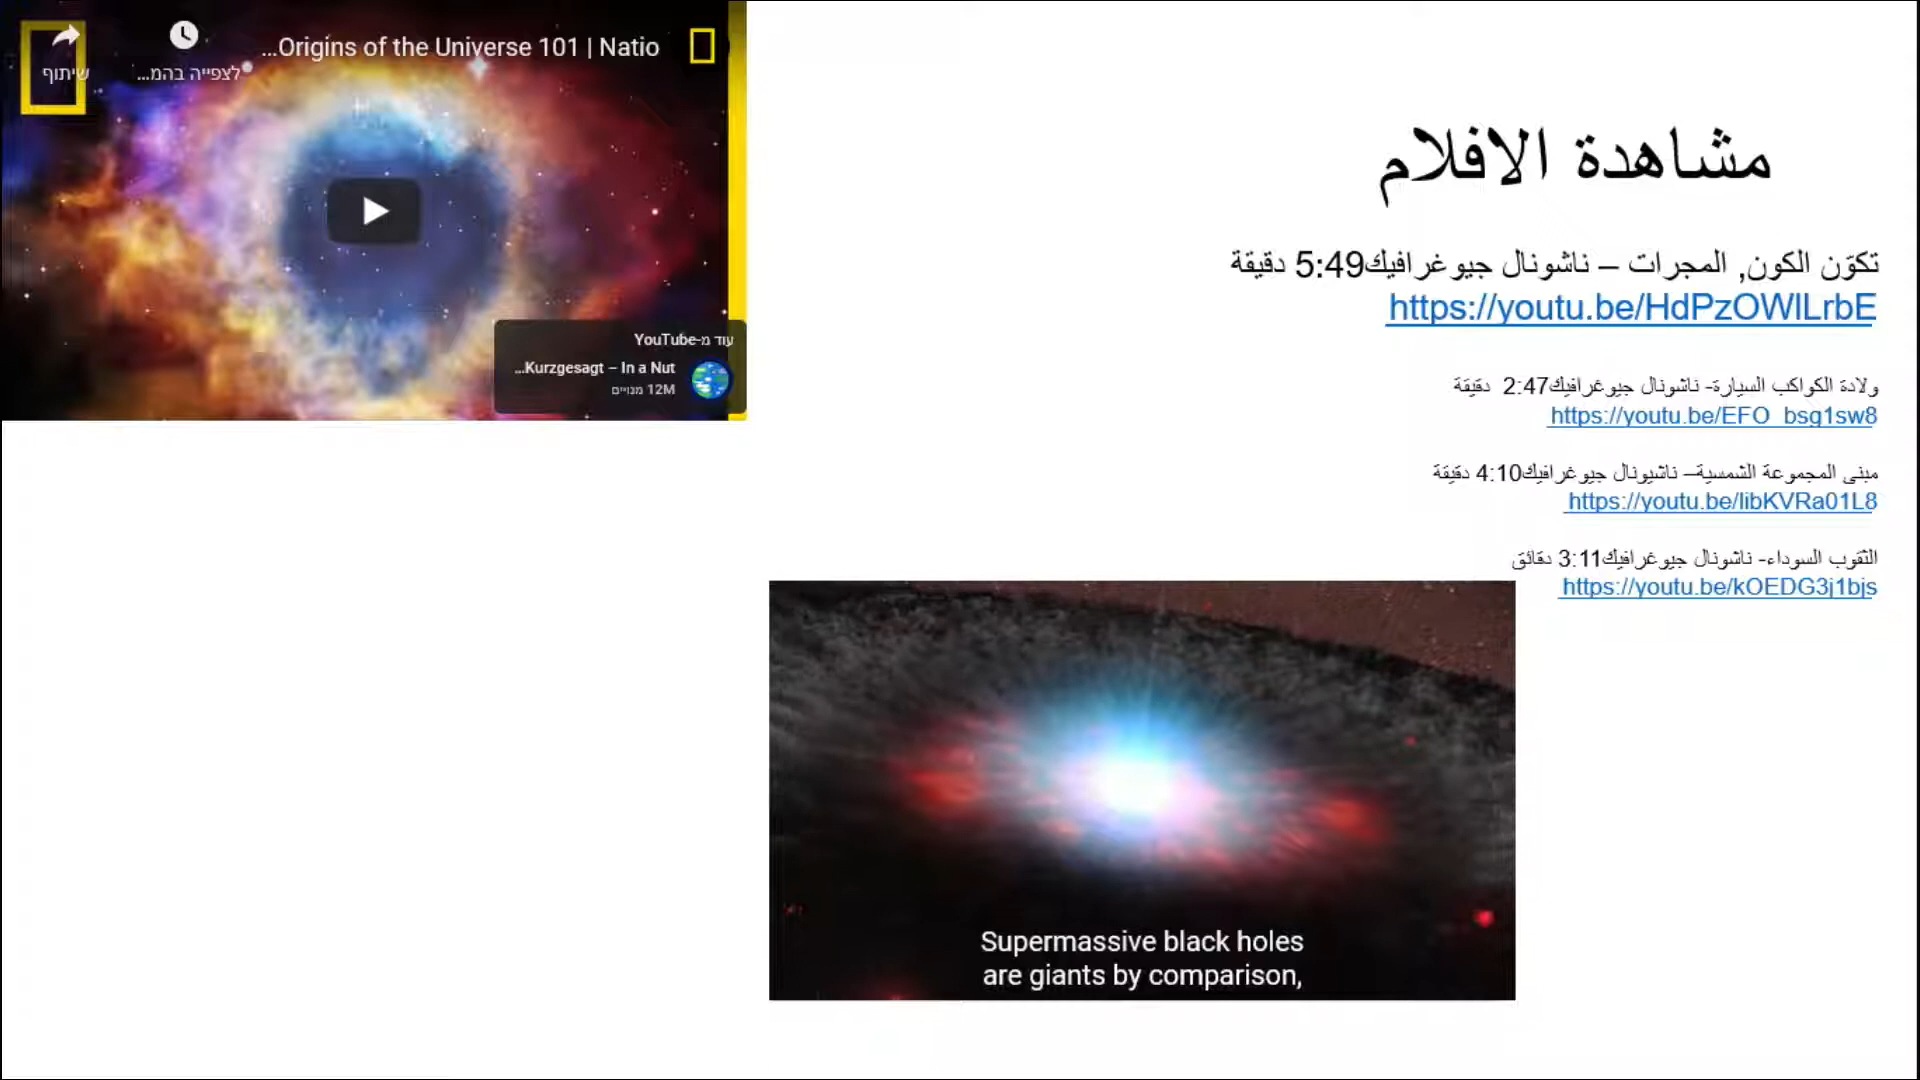 Origins of the Universe 101 | Natio...
שיתוף
לצפייה בהמ...
עוד מ-YouTube
Kurzgesagt – In a Nut...
12M מנויים
مشاهدة الافلام
تكوّن الكون, المجرات – ناشونال جيوغرافيك5:49 دقيقة
https://youtu.be/HdPzOWlLrbE
ولادة الكواكب السيارة- ناشونال جيوغرافيك2:47 دقيقة
https://youtu.be/EFO_bsg1sw8
مبنى المجموعة الشمسية– ناشيونال جيوغرافيك4:10 دقيقة
https://youtu.be/libKVRa01L8
الثقوب السوداء- ناشونال جيوغرافيك3:11 دقائق
https://youtu.be/kOEDG3j1bjs
Supermassive black holes
are giants by comparison,